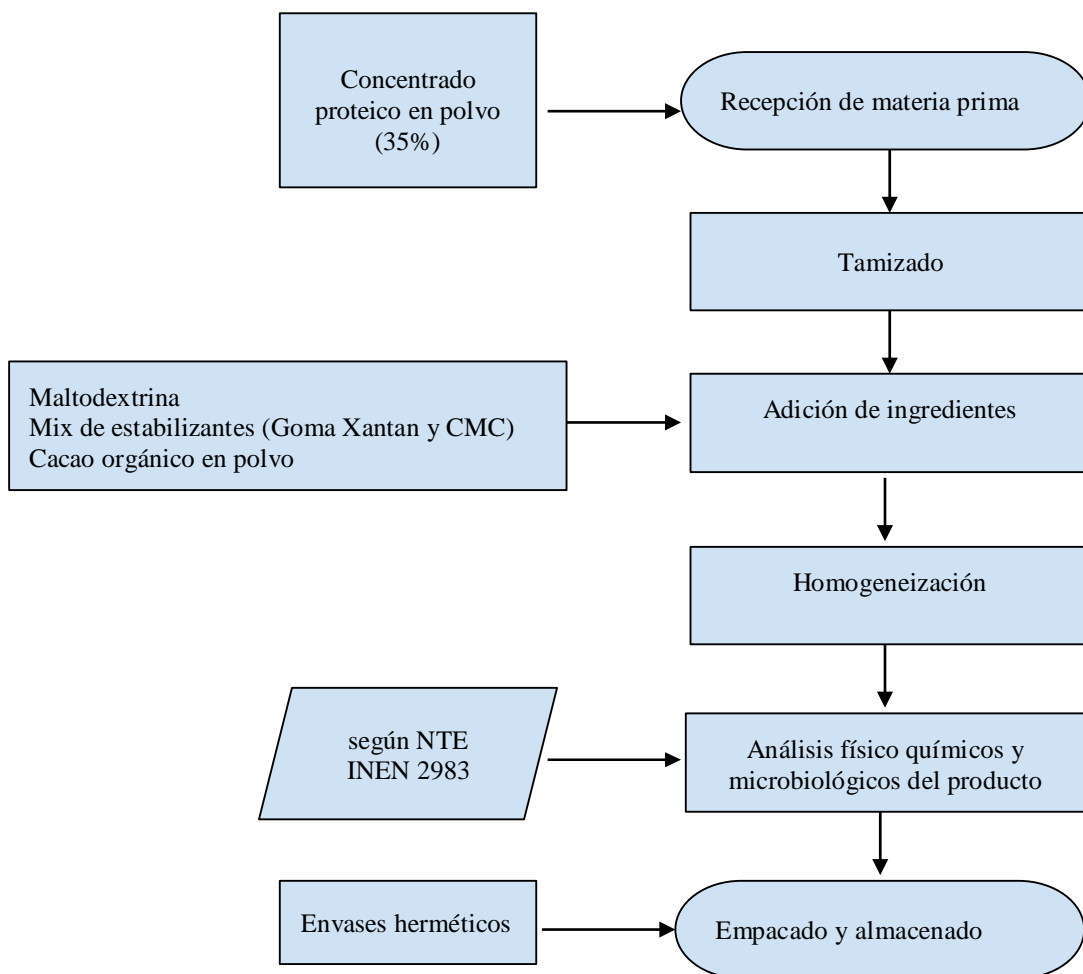 Concentrado
proteico en polvo
(35%)
Recepción de materia prima
Tamizado
Maltodextrina
Mix de estabilizantes (Goma Xantan y CMC)
Cacao orgánico en polvo
Adición de ingredientes
Homogeneización
según NTE
INEN 2983
Análisis físico químicos y
microbiológicos del producto
Envases herméticos
Empacado y almacenado